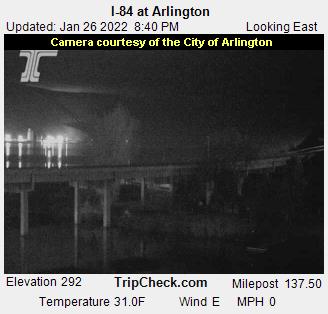 I-84 at Arlington
Updated: Jan 26 2022 8:40 PM Looking East
Camera courtesy of the City of Arlington
Elevation 292 TripCheck.com Milepost 137.50
Temperature 31.0F Wind E MPH 0